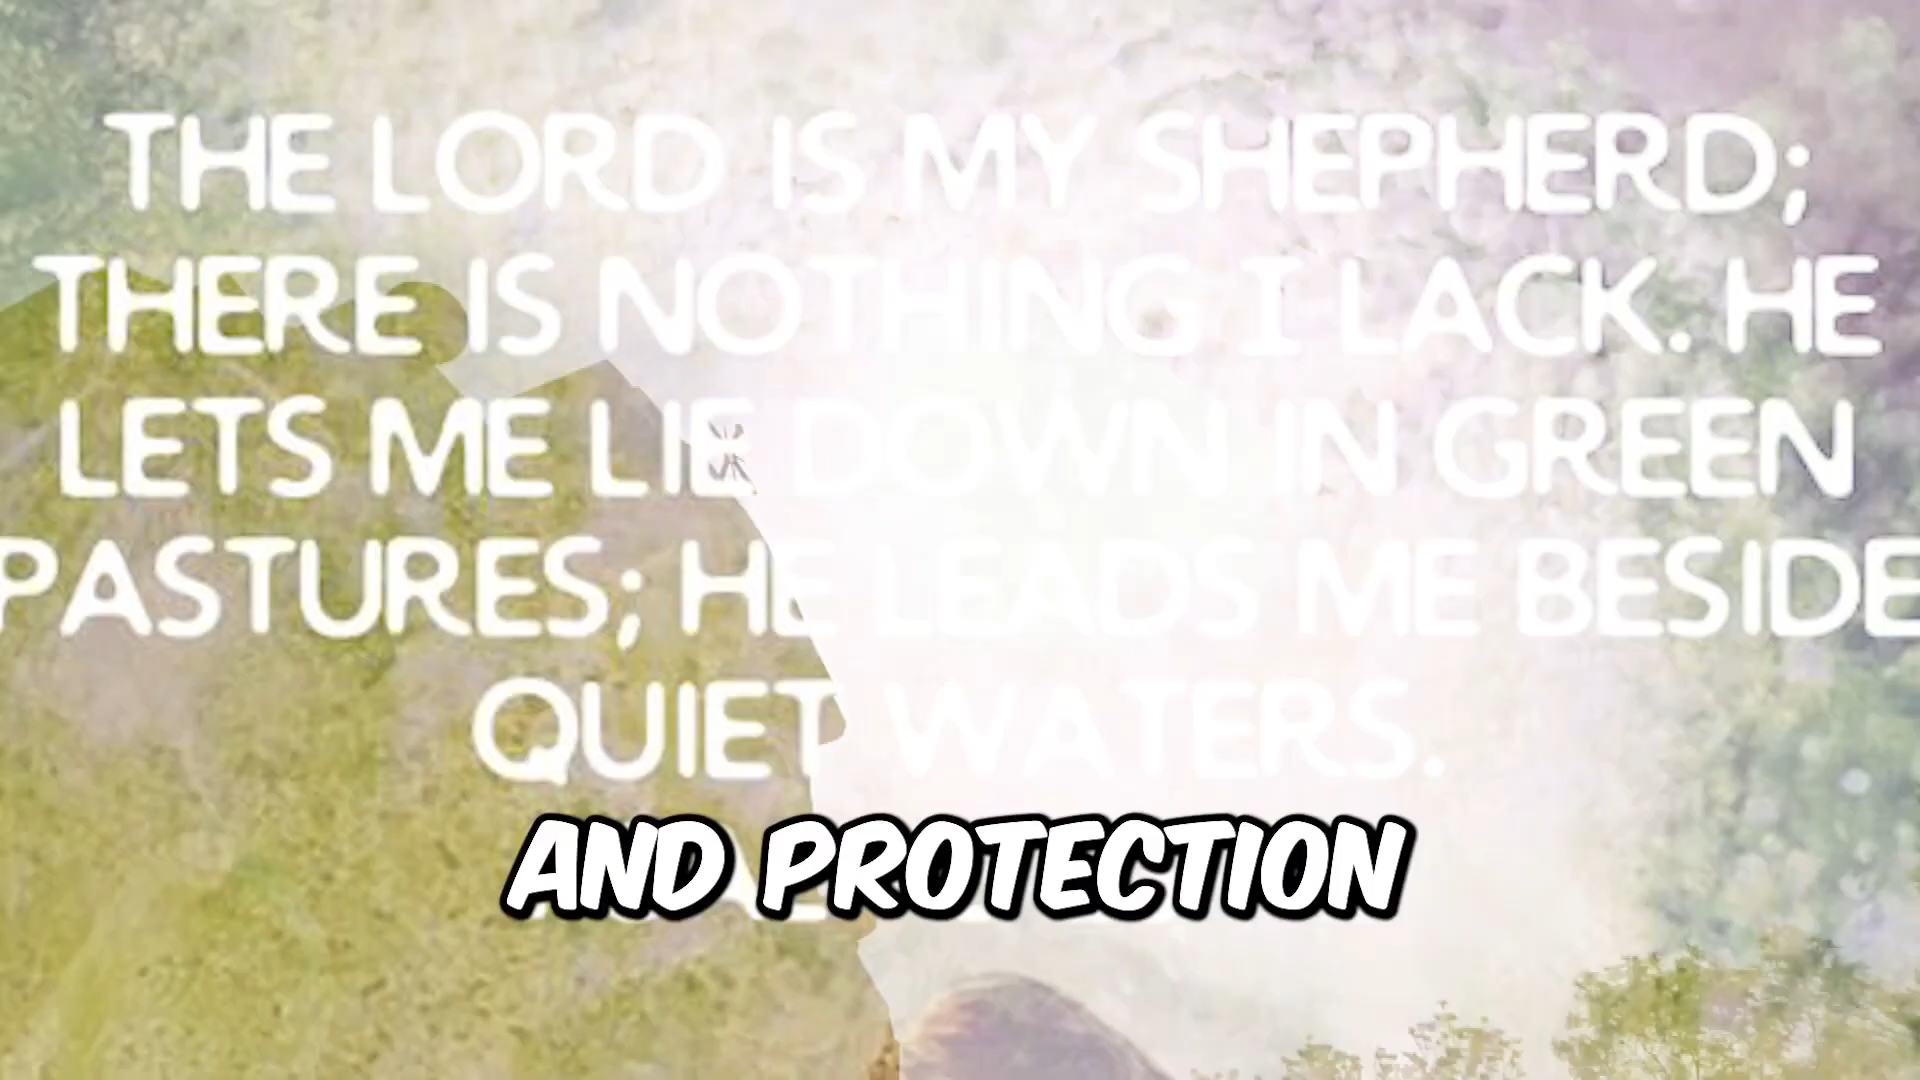 THE LORD IS MY SHEPHERD;
THERE IS NOTHING I LACK. HE
LETS ME LIE DOWN IN GREEN
PASTURES; HE LEADS ME BESIDE
QUIET WATERS.
AND PROTECTION